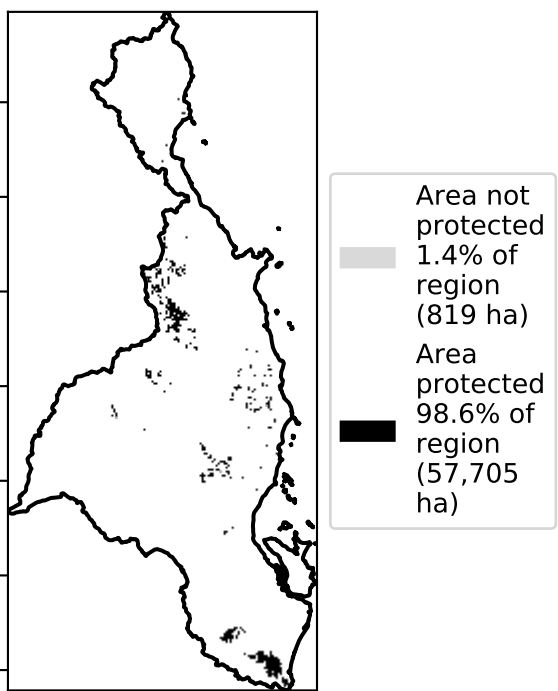 Area not
protected
1.4% of
region
(819 ha)
Area
protected
98.6% of
region
(57,705
ha)